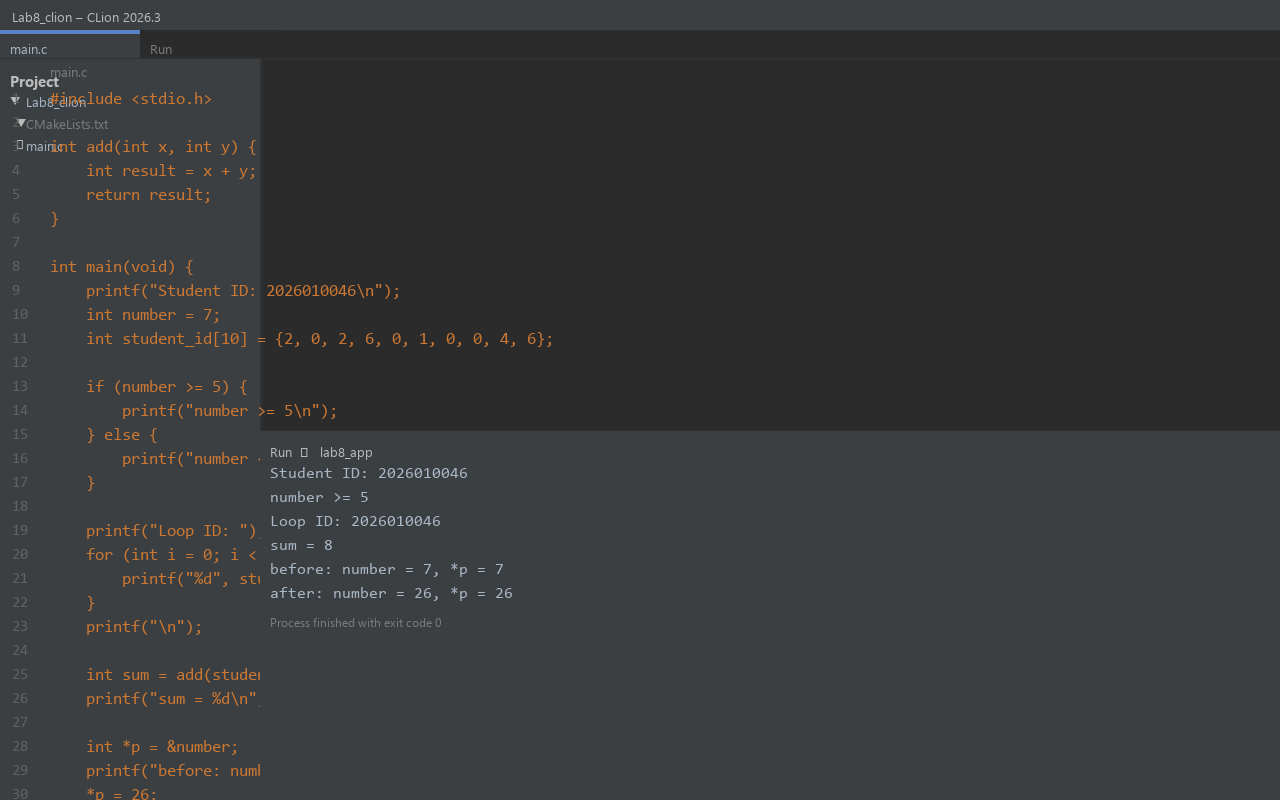 Lab8_clion – CLion 2026.3
main.c
Run
main.c
Project
Lab8_clion
CMakeLists.txt
main.c
1 #include <stdio.h>
2
3 int add(int x, int y) {
4 int result = x + y;
5 return result;
6 }
7
8 int main(void) {
9 printf("Student ID: 2026010046\n");
10 int number = 7;
11 int student_id[10] = {2, 0, 2, 6, 0, 1, 0, 0, 4, 6};
12
13 if (number >= 5) {
14 printf("number >= 5\n");
15 } else {
16 printf("number
17 }
18
19 printf("Loop ID: ")
20 for (int i = 0; i <
21 printf("%d",
22 }
23 printf("\n");
24
25 int sum = add(
26 printf("sum = %d\n"
27
28 int *p = &number;
29 printf("before:
30 *p = 26;
Run lab8_app
Student ID: 2026010046
number >= 5
Loop ID: 2026010046
sum = 8
before: number = 7, *p = 7
after: number = 26, *p = 26
Process finished with exit code 0